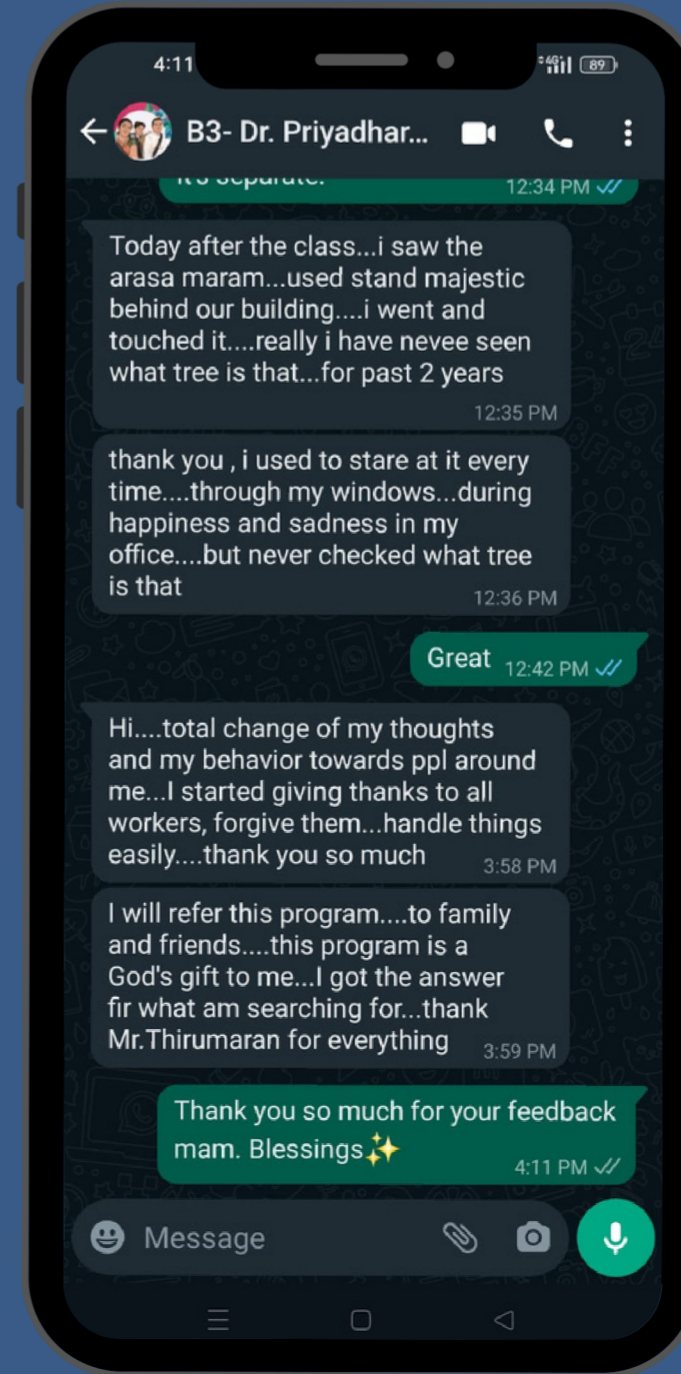 4:11
4G 89
B3- Dr. Priyadhar...
it's separate.
12:34 PM
Today after the class...i saw the
arasa maram...used stand majestic
behind our building....i went and
touched it....really i have nevee seen
what tree is that...for past 2 years
12:35 PM
thank you , i used to stare at it every
time....through my windows...during
happiness and sadness in my
office....but never checked what tree
is that
12:36 PM
Great 12:42 PM
Hi....total change of my thoughts
and my behavior towards ppl around
me...I started giving thanks to all
workers, forgive them...handle things
easily....thank you so much
3:58 PM
I will refer this program....to family
and friends....this program is a
God's gift to me...I got the answer
fir what am searching for...thank
Mr.Thirumaran for everything
3:59 PM
Thank you so much for your feedback
mam. Blessings✨
4:11 PM
Message